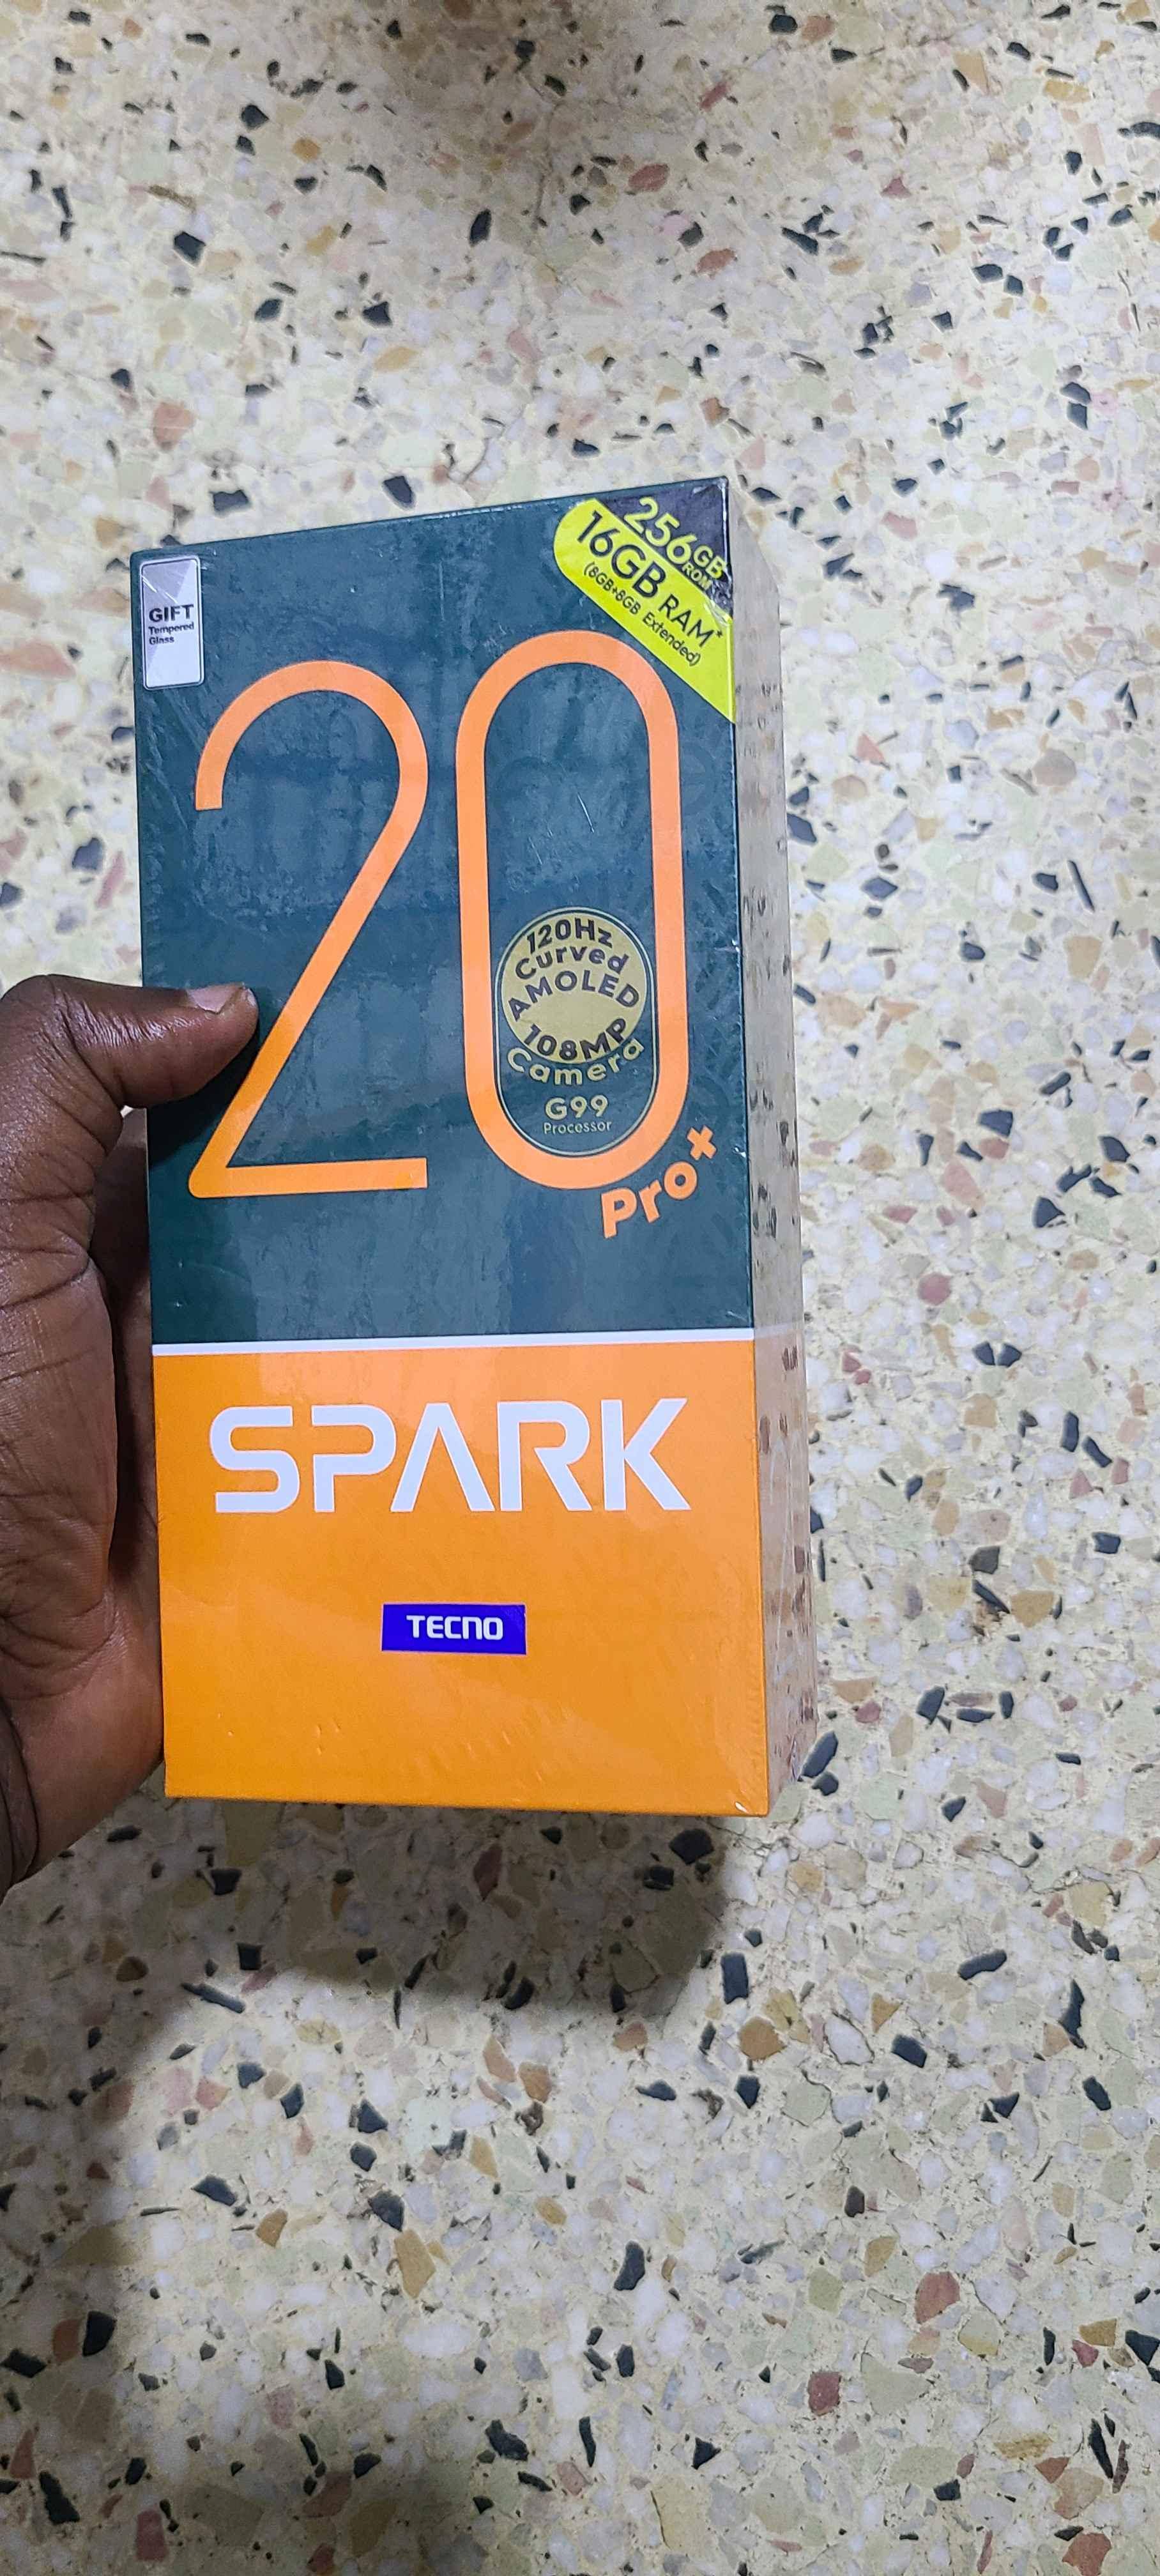 GIFT
Tempered
Glass
256GB
ROM
16GB RAM*
(8GB+8GB Extended)
20
120Hz
Curved
AMOLED
108MP
Camera
G99
Processor
Pro+
SPARK
TECNO